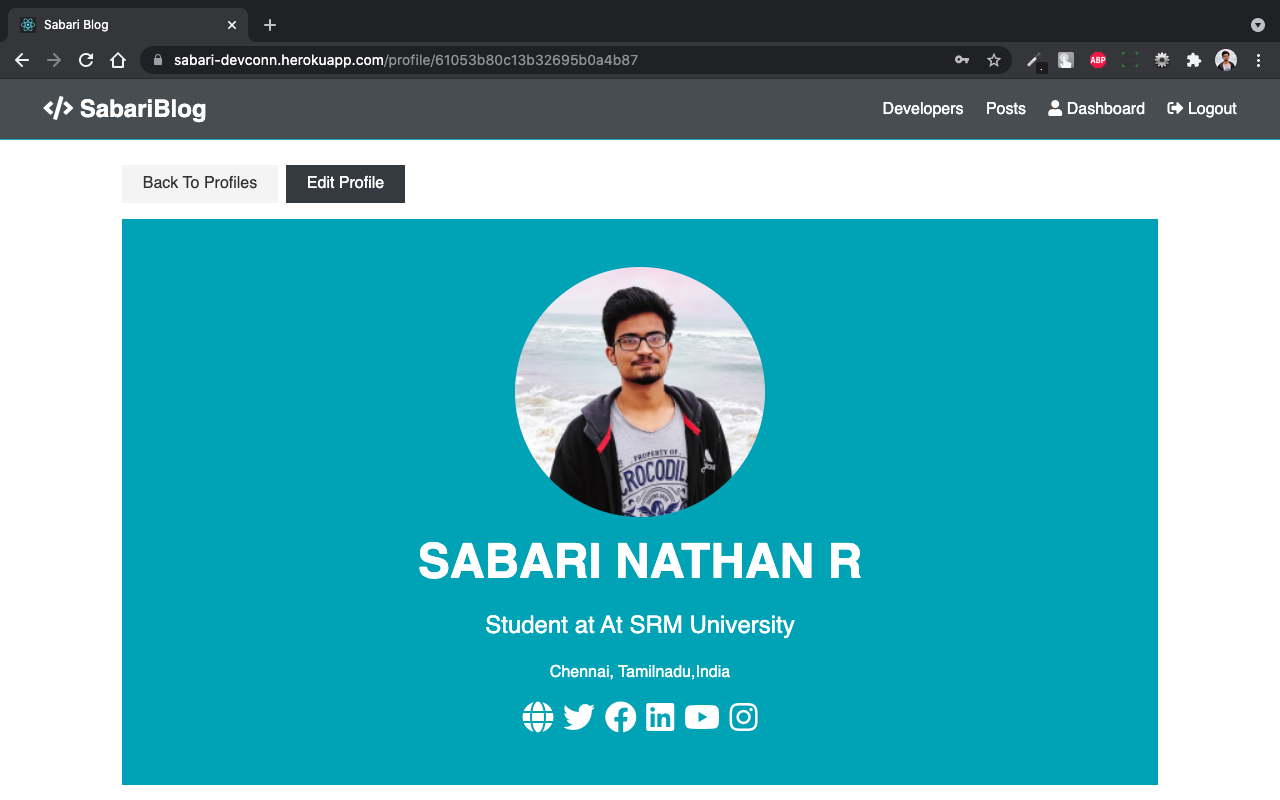 Sabari Blog
sabari-devconn.herokuapp.com/profile/61053b80c13b32695b0a4b87
ABP
</> SabariBlog
Developers Posts Dashboard Logout
Back To Profiles Edit Profile
PROPERTY OF
CROCODIL
SABARI NATHAN R
Student at At SRM University
Chennai, Tamilnadu,India